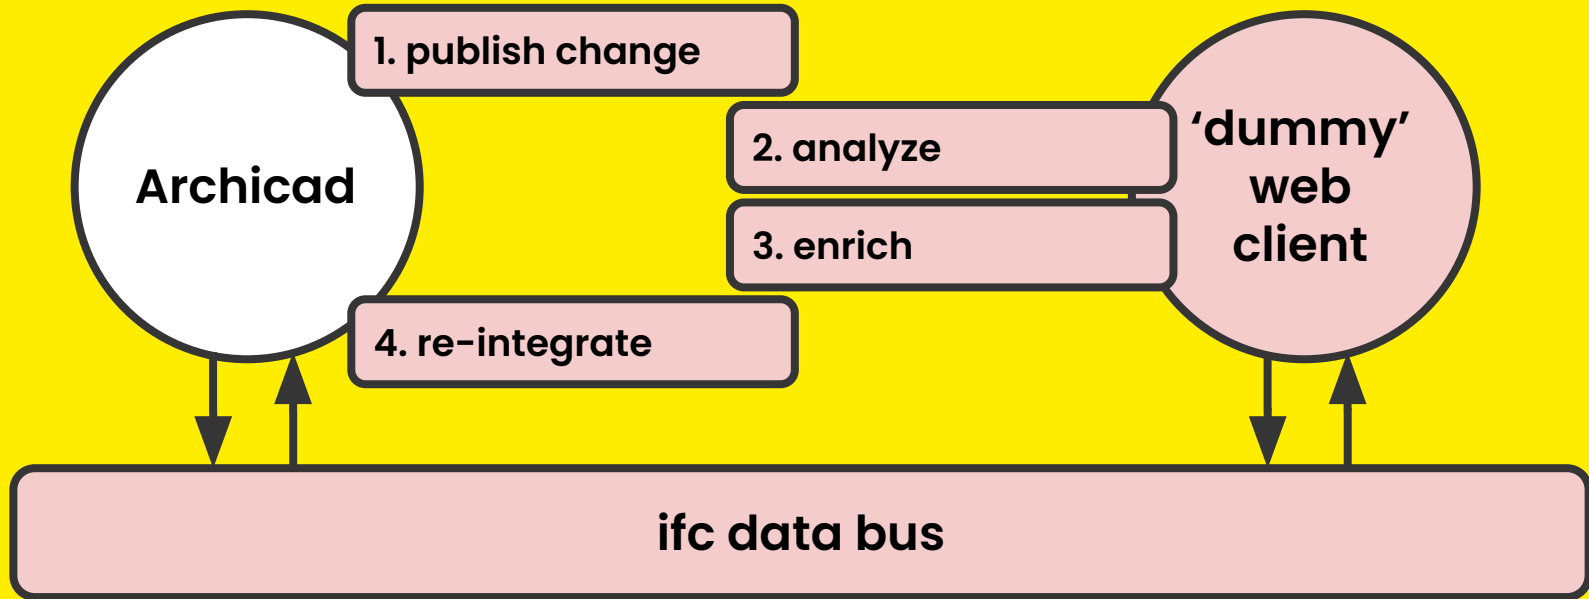 1. publish change
2. analyze
3. enrich
4. re-integrate
Archicad
‘dummy’
web
client
ifc data bus